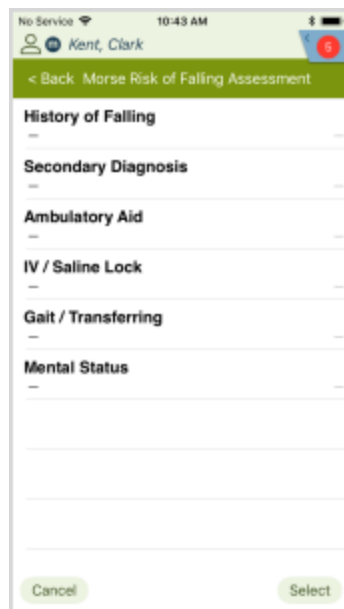 No Service 10:43 AM
m Kent, Clark
< 5
< Back Morse Risk of Falling Assessment
History of Falling
— —
Secondary Diagnosis
— —
Ambulatory Aid
— —
IV / Saline Lock
— —
Gait / Transferring
— —
Mental Status
— —
Cancel Select